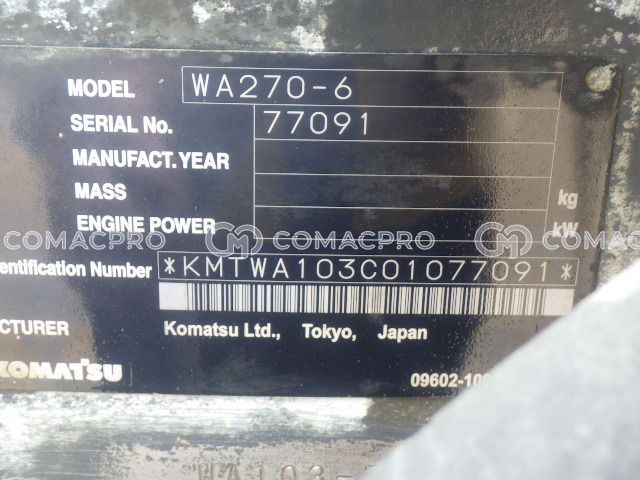 MODEL WA270-6
SERIAL No. 77091
MANUFACT.YEAR
MASS kg
ENGINE POWER kW
COMACPRO COMACPRO COMACPRO
entification Number *KMTWA103C01077091*
CTURER Komatsu Ltd., Tokyo, Japan
KOMATSU 09602-10
WA103-